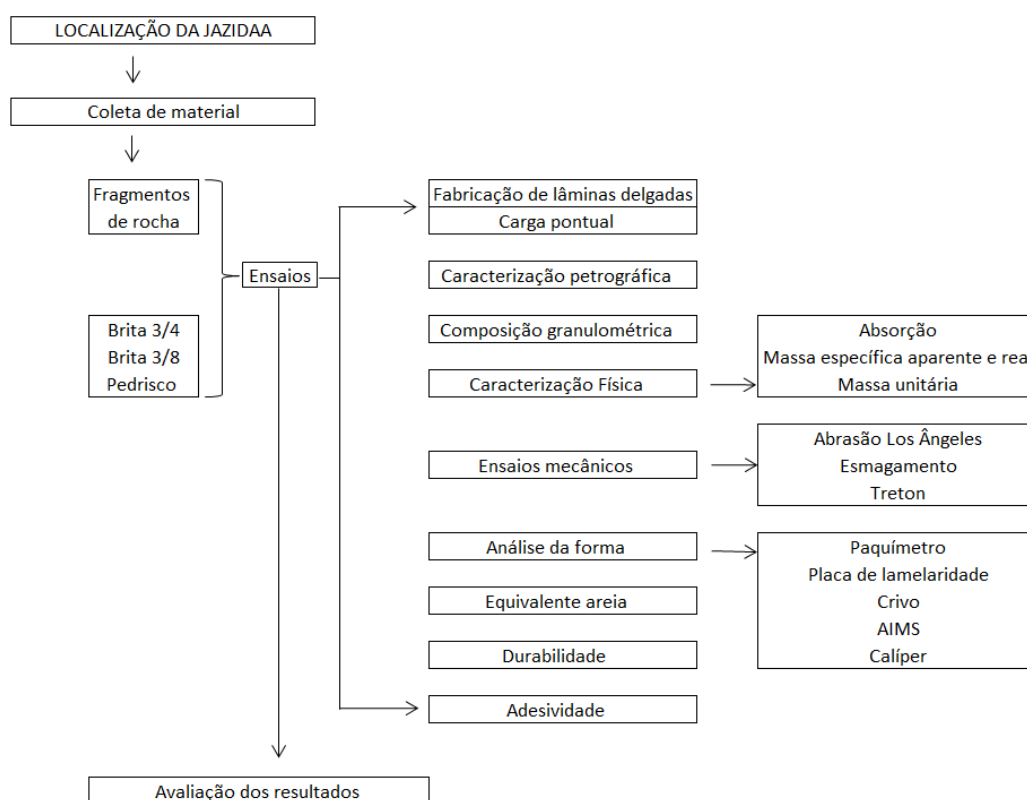 LOCALIZAÇÃO DA JAZIDAA
Coleta de material
Fragmentos
de rocha
Ensaios
Brita 3/4
Brita 3/8
Pedrisco
Fabricação de lâminas delgadas
Carga pontual
Caracterização petrográfica
Composição granulométrica
Caracterização Física
Absorção
Massa específica aparente e rea
Massa unitária
Ensaios mecânicos
Abrasão Los Ângeles
Esmagamento
Treton
Análise da forma
Paquímetro
Placa de lamelaridade
Crivo
AIMS
Calíper
Equivalente areia
Durabilidade
Adesividade
Avaliação dos resultados